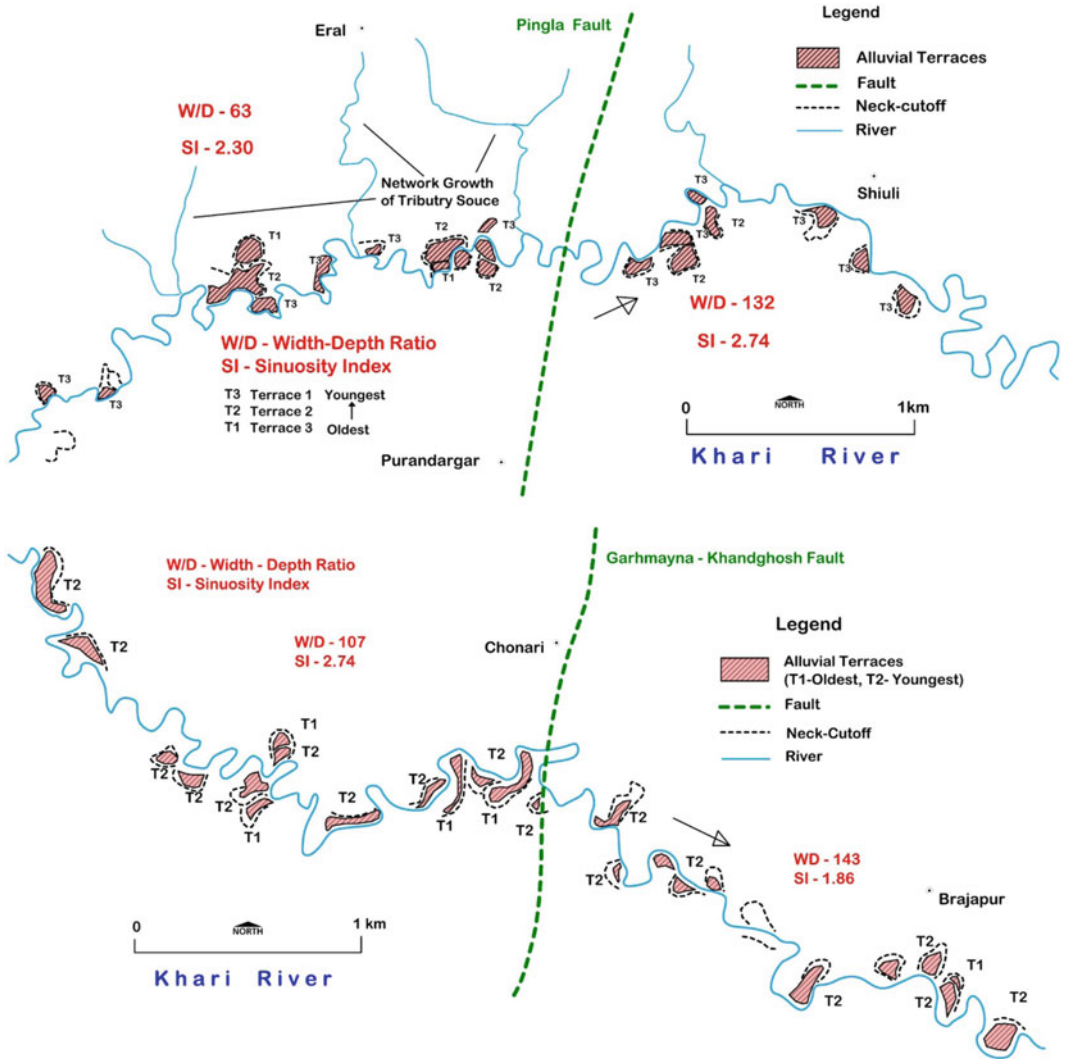 Eral
Pingla Fault
Legend
Alluvial Terraces
Fault
Neck-cutoff
River
W/D - 63
SI - 2.30
Network Growth
of Tributry Souce
Shiuli
T1
T2
T3
T3
T3
T2
T1
T3
T2
T3
T3
T2
T3
T3
T2
T3
T3
T3
T3
T3
W/D - 132
SI - 2.74
W/D - Width-Depth Ratio
SI - Sinuosity Index
T3 Terrace 1 Youngest
T2 Terrace 2
T1 Terrace 3 Oldest
Purandargar
0 NORTH 1km
Khari River
W/D - Width - Depth Ratio
SI - Sinuosity Index
Garhmayna - Khandghosh Fault
T2
T2
W/D - 107
SI - 2.74
Chonari
Legend
Alluvial Terraces
(T1-Oldest, T2- Youngest)
Fault
Neck-Cutoff
River
T1
T2
T2
T2
T2
T1
T2
T2
T1
T2
T1
T2
T2
T2
T2
WD - 143
SI - 1.86
Brajapur
T2
T2
T1
T2
T2
0 NORTH 1 km
Khari River